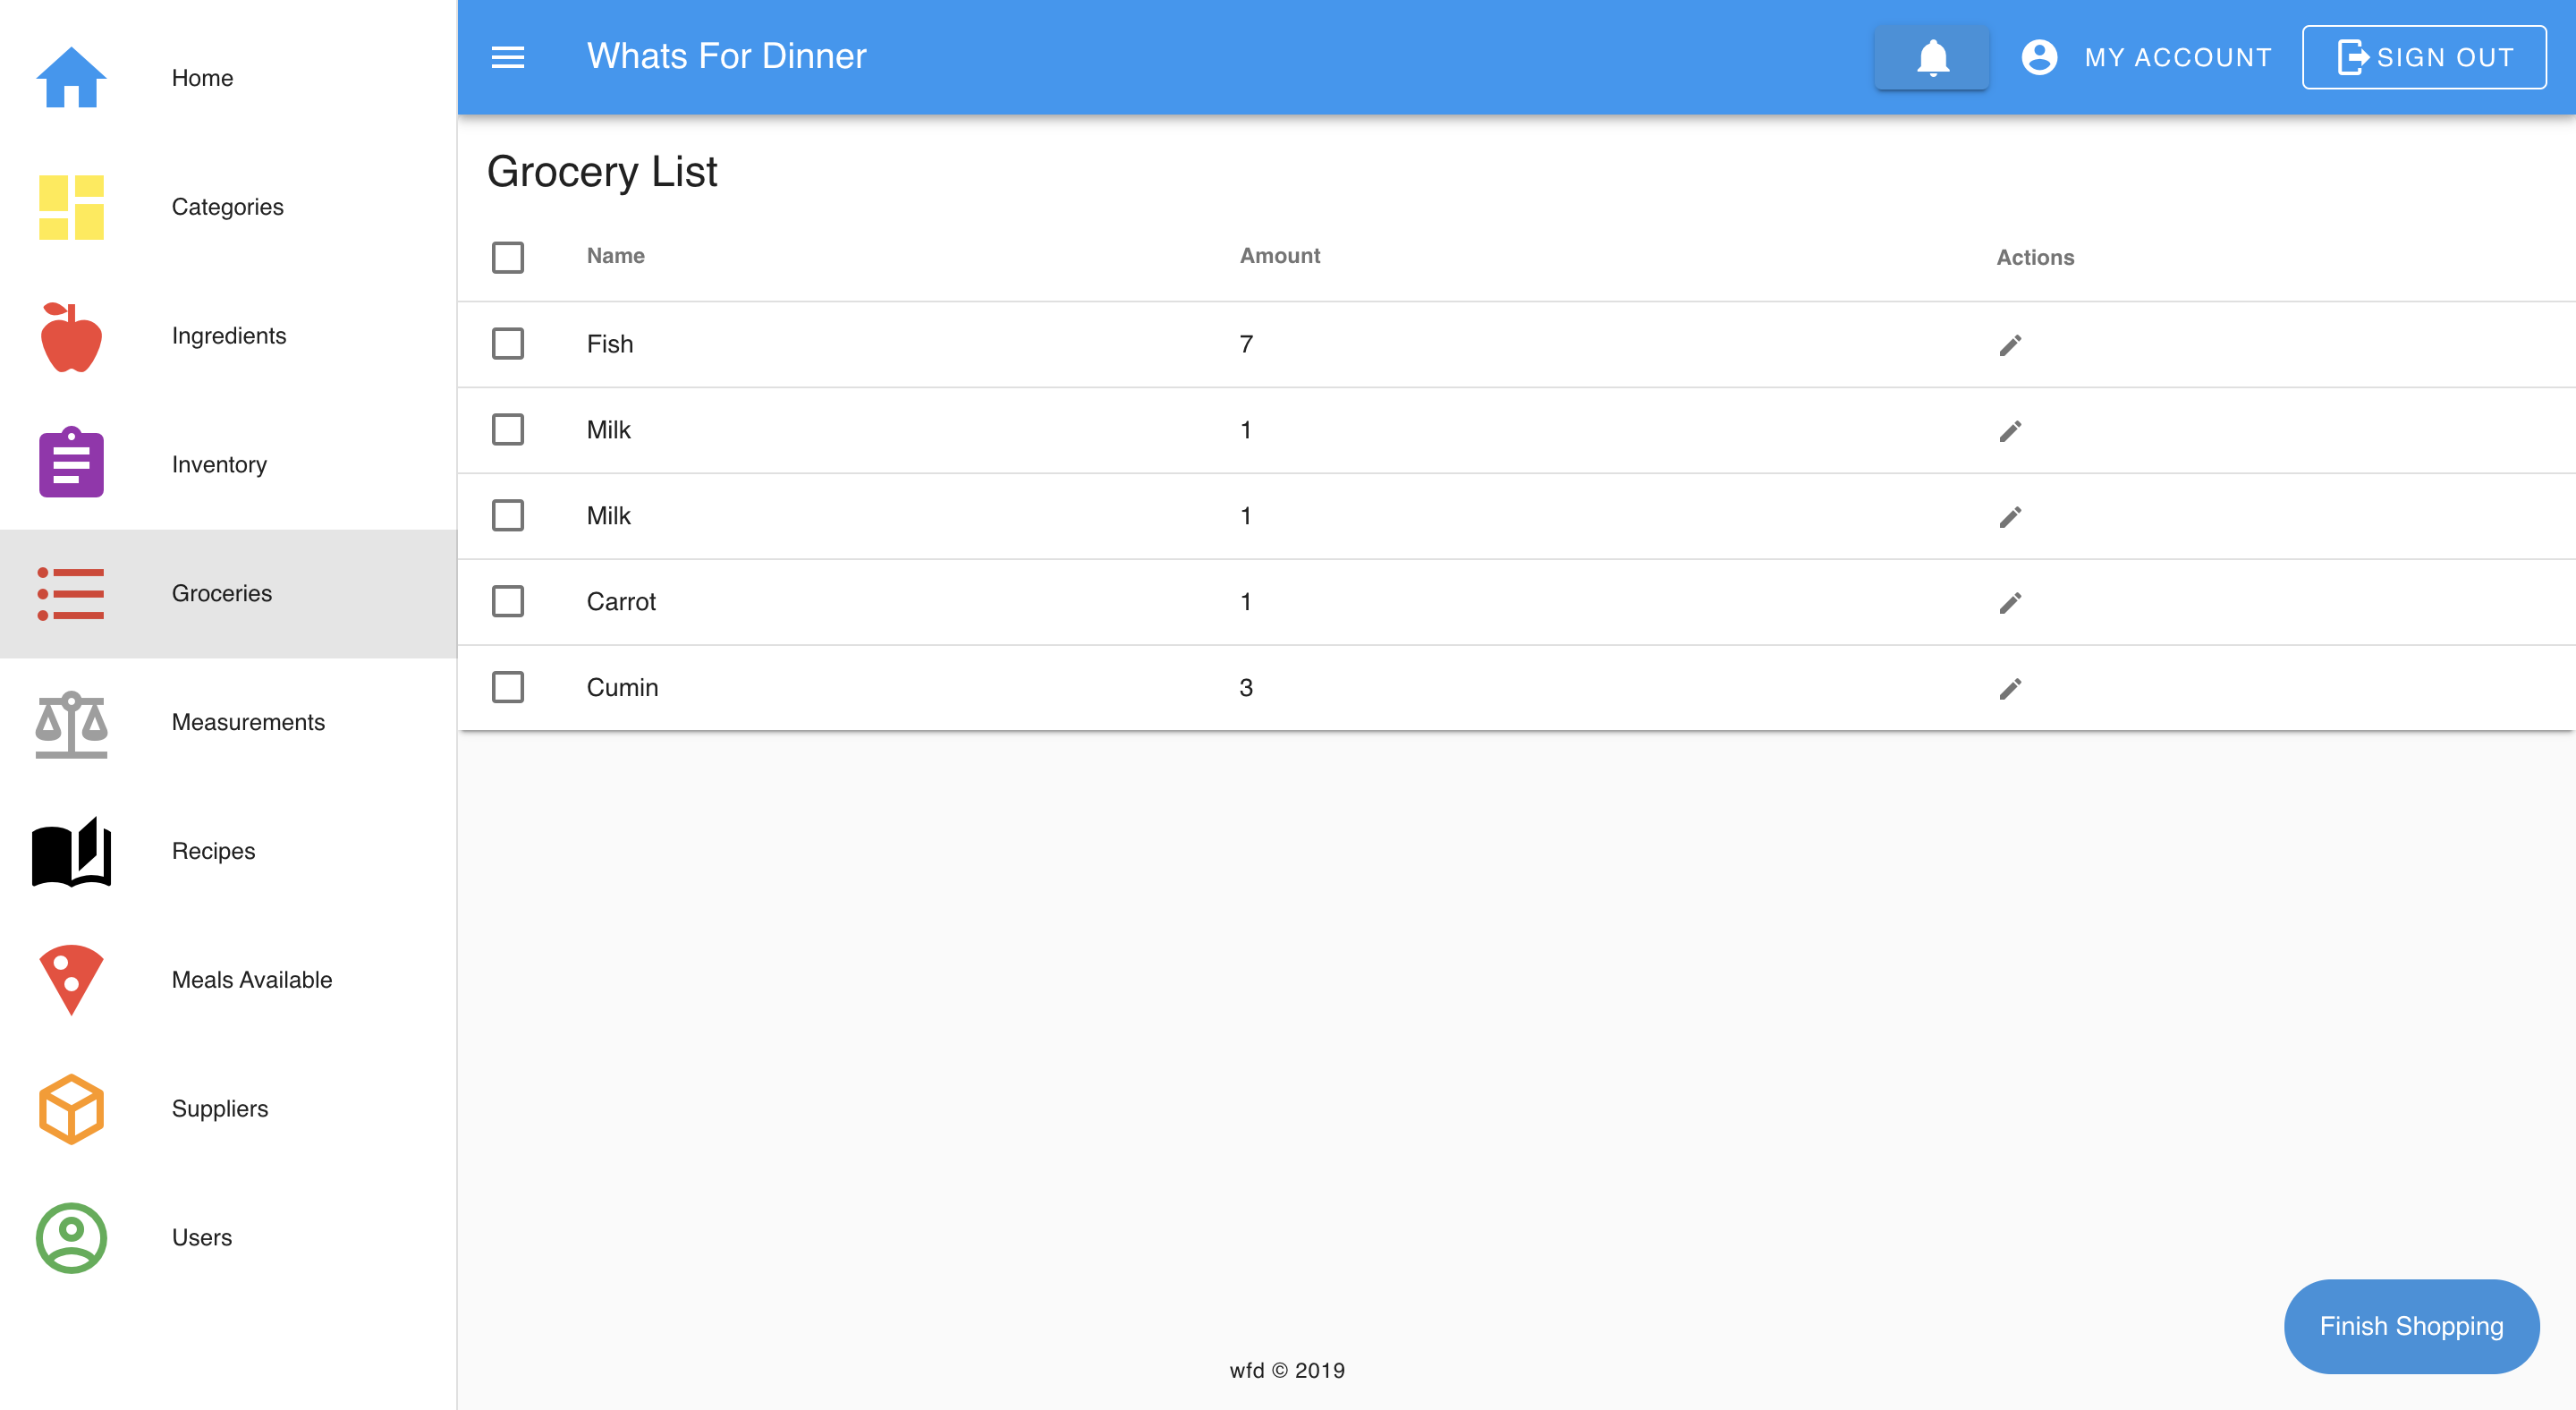 Home
Categories
Ingredients
Inventory
Groceries
Measurements
Recipes
Meals Available
Suppliers
Users
Whats For Dinner
MY ACCOUNT
SIGN OUT
Grocery List
Name Amount Actions
Fish 7
Milk 1
Milk 1
Carrot 1
Cumin 3
Finish Shopping
wfd © 2019